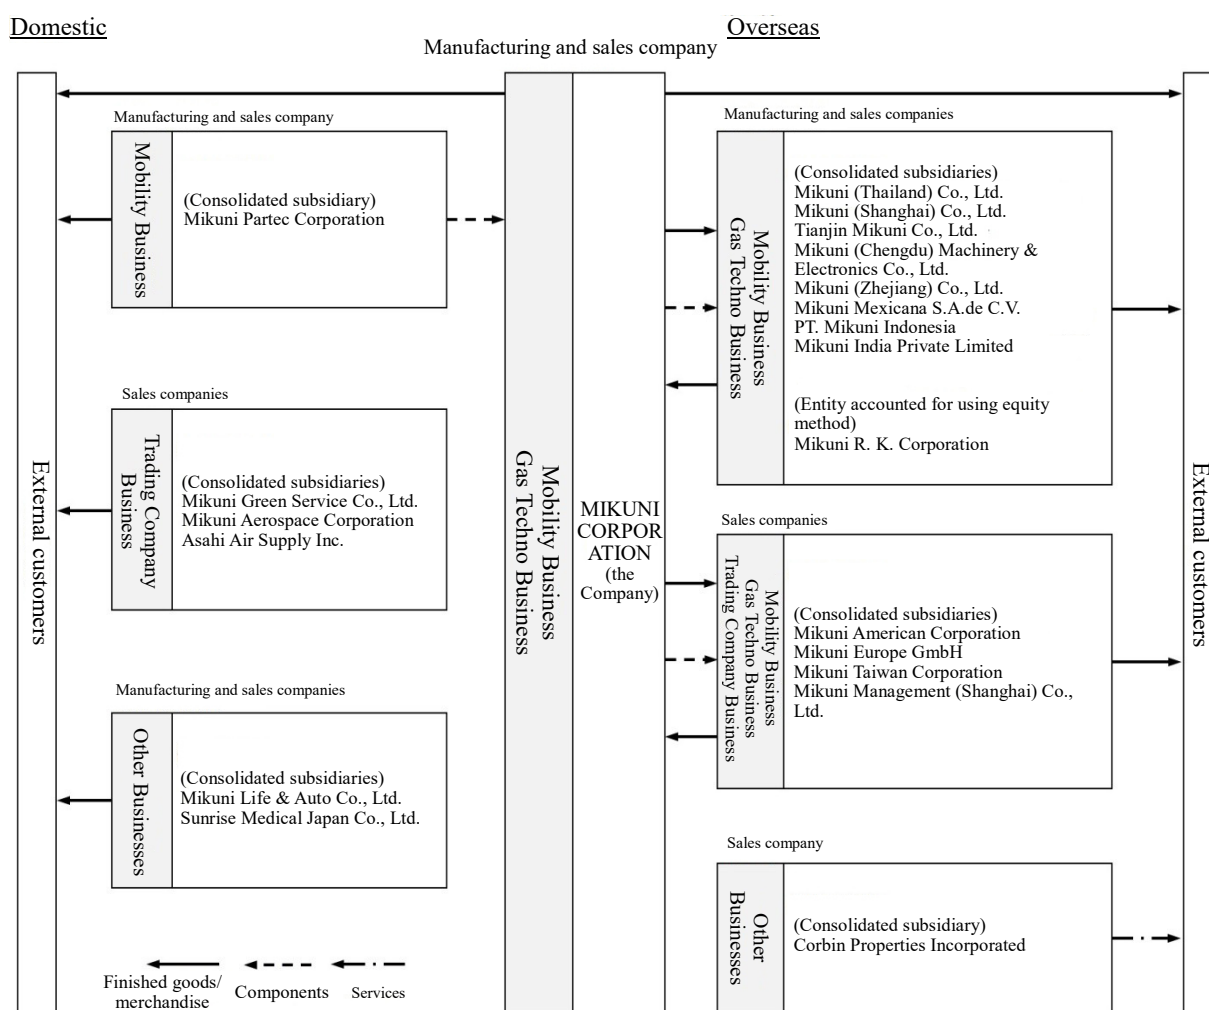 Domestic
Overseas
Manufacturing and sales company
Manufacturing and sales company
Mobility Business
(Consolidated subsidiary)
Mikuni Partec Corporation
Sales companies
Trading Company
Business
(Consolidated subsidiaries)
Mikuni Green Service Co., Ltd.
Mikuni Aerospace Corporation
Asahi Air Supply Inc.
External customers
Manufacturing and sales companies
Other Businesses
(Consolidated subsidiaries)
Mikuni Life & Auto Co., Ltd.
Sunrise Medical Japan Co., Ltd.
Finished goods/
merchandise
Components
Services
Mobility Business
Gas Techno Business
MIKUNI
CORPOR
ATION
(the
Company)
Manufacturing and sales companies
Mobility Business
Gas Techno Business
(Consolidated subsidiaries)
Mikuni (Thailand) Co., Ltd.
Mikuni (Shanghai) Co., Ltd.
Tianjin Mikuni Co., Ltd.
Mikuni (Chengdu) Machinery &
Electronics Co., Ltd.
Mikuni (Zhejiang) Co., Ltd.
Mikuni Mexicana S.A.de C.V.
PT. Mikuni Indonesia
Mikuni India Private Limited
(Entity accounted for using equity
method)
Mikuni R. K. Corporation
Sales companies
Mobility Business
Gas Techno Business
Trading Company Business
(Consolidated subsidiaries)
Mikuni American Corporation
Mikuni Europe GmbH
Mikuni Taiwan Corporation
Mikuni Management (Shanghai) Co.,
Ltd.
Sales company
Other
Businesses
(Consolidated subsidiary)
Corbin Properties Incorporated
External customers